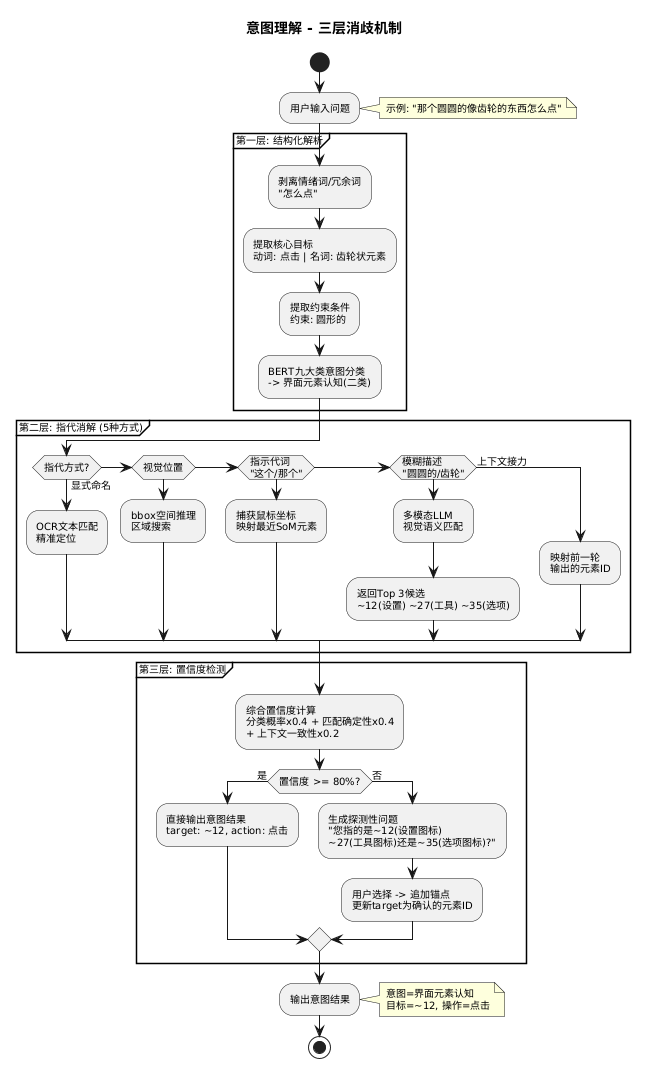 意图理解 - 三层消歧机制
用户输入问题
示例: "那个圆圆的像齿轮的东西怎么点"
第一层: 结构化解析
剥离情绪词/冗余词
"怎么点"
提取核心目标
动词: 点击 | 名词: 齿轮状元素
提取约束条件
约束: 圆形的
BERT九大类意图分类
-> 界面元素认知(二类)
第二层: 指代消解 (5种方式)
指代方式?
显式命名
视觉位置
指示代词
"这个/那个"
模糊描述
"圆圆的/齿轮"
上下文接力
OCR文本匹配
精准定位
bbox空间推理
区域搜索
捕获鼠标坐标
映射最近SoM元素
多模态LLM
视觉语义匹配
返回Top 3候选
~12(设置) ~27(工具) ~35(选项)
映射前一轮
输出的元素ID
第三层: 置信度检测
综合置信度计算
分类概率x0.4 + 匹配确定性x0.4
+ 上下文一致性x0.2
置信度 >= 80%?
是
否
直接输出意图结果
target: ~12, action: 点击
生成探测性问题
"您指的是~12(设置图标)
~27(工具图标)还是~35(选项图标)?"
用户选择 -> 追加锚点
更新target为确认的元素ID
输出意图结果
意图=界面元素认知
目标=~12, 操作=点击